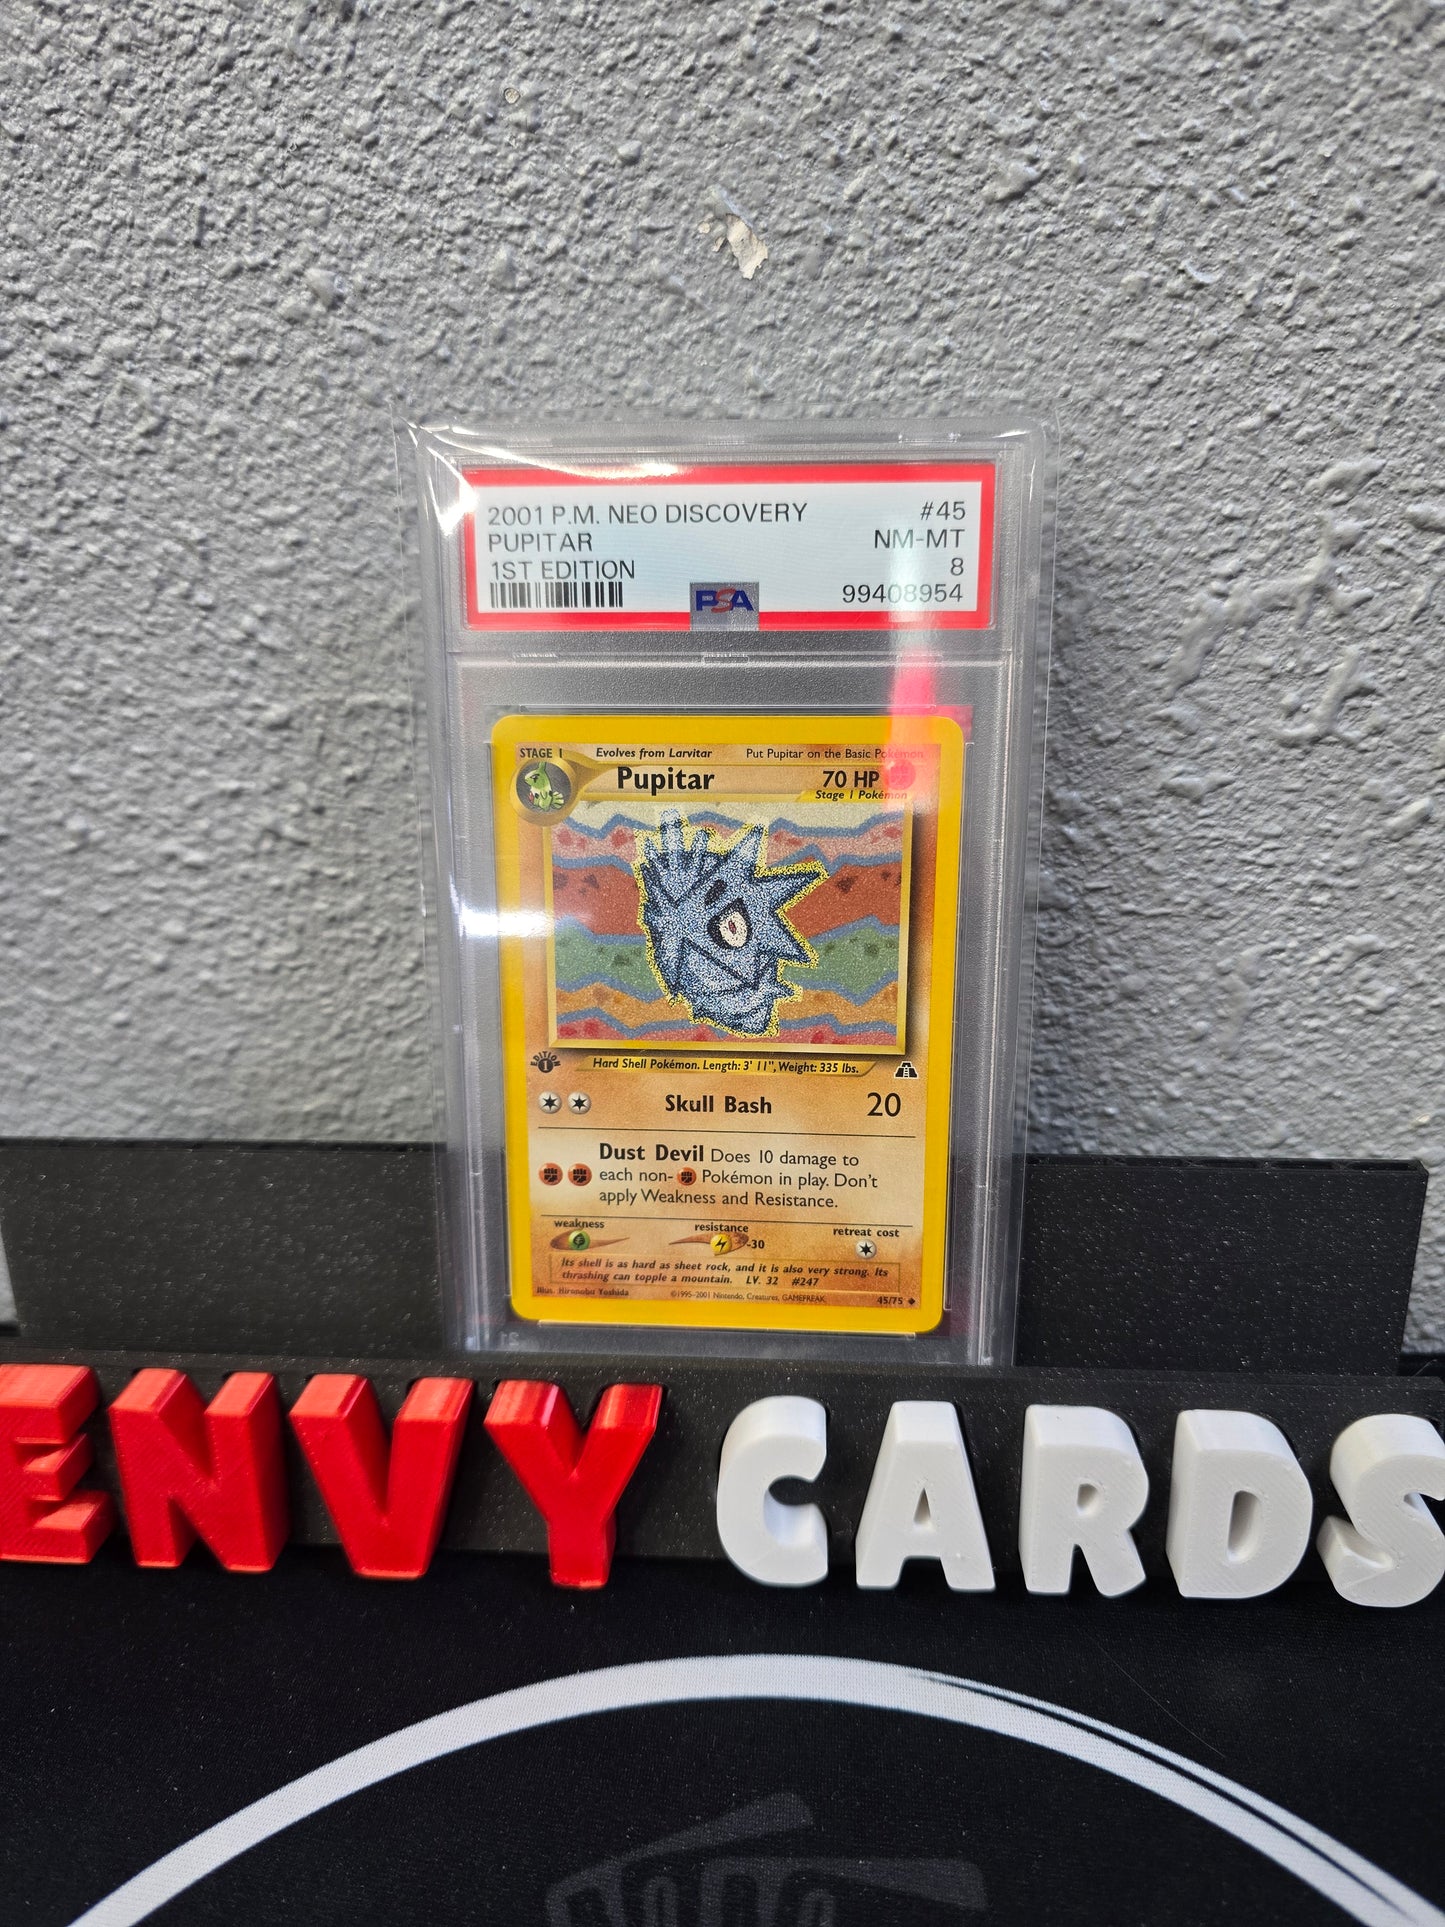 2001 P.M. NEO DISCOVERY #45
PUPITAR NM-MT
1ST EDITION 8
PSA 99408954
STAGE 1 Evolves from Larvitar Put Pupitar on the Basic Pokémon
Pupitar 70 HP
Stage 1 Pokémon
EDITION 1
Hard Shell Pokémon. Length: 3' 11", Weight: 335 lbs.
Skull Bash 20
Dust Devil Does 10 damage to
each non- Pokémon in play. Don't
apply Weakness and Resistance.
weakness resistance retreat cost
-30
Its shell is as hard as sheet rock, and it is also very strong. Its
thrashing can topple a mountain. LV. 32 #247
Illus. Hironobu Yoshida ©1995-2001 Nintendo, Creatures, GAMEFREAK. 45/75
ENVY CARDS